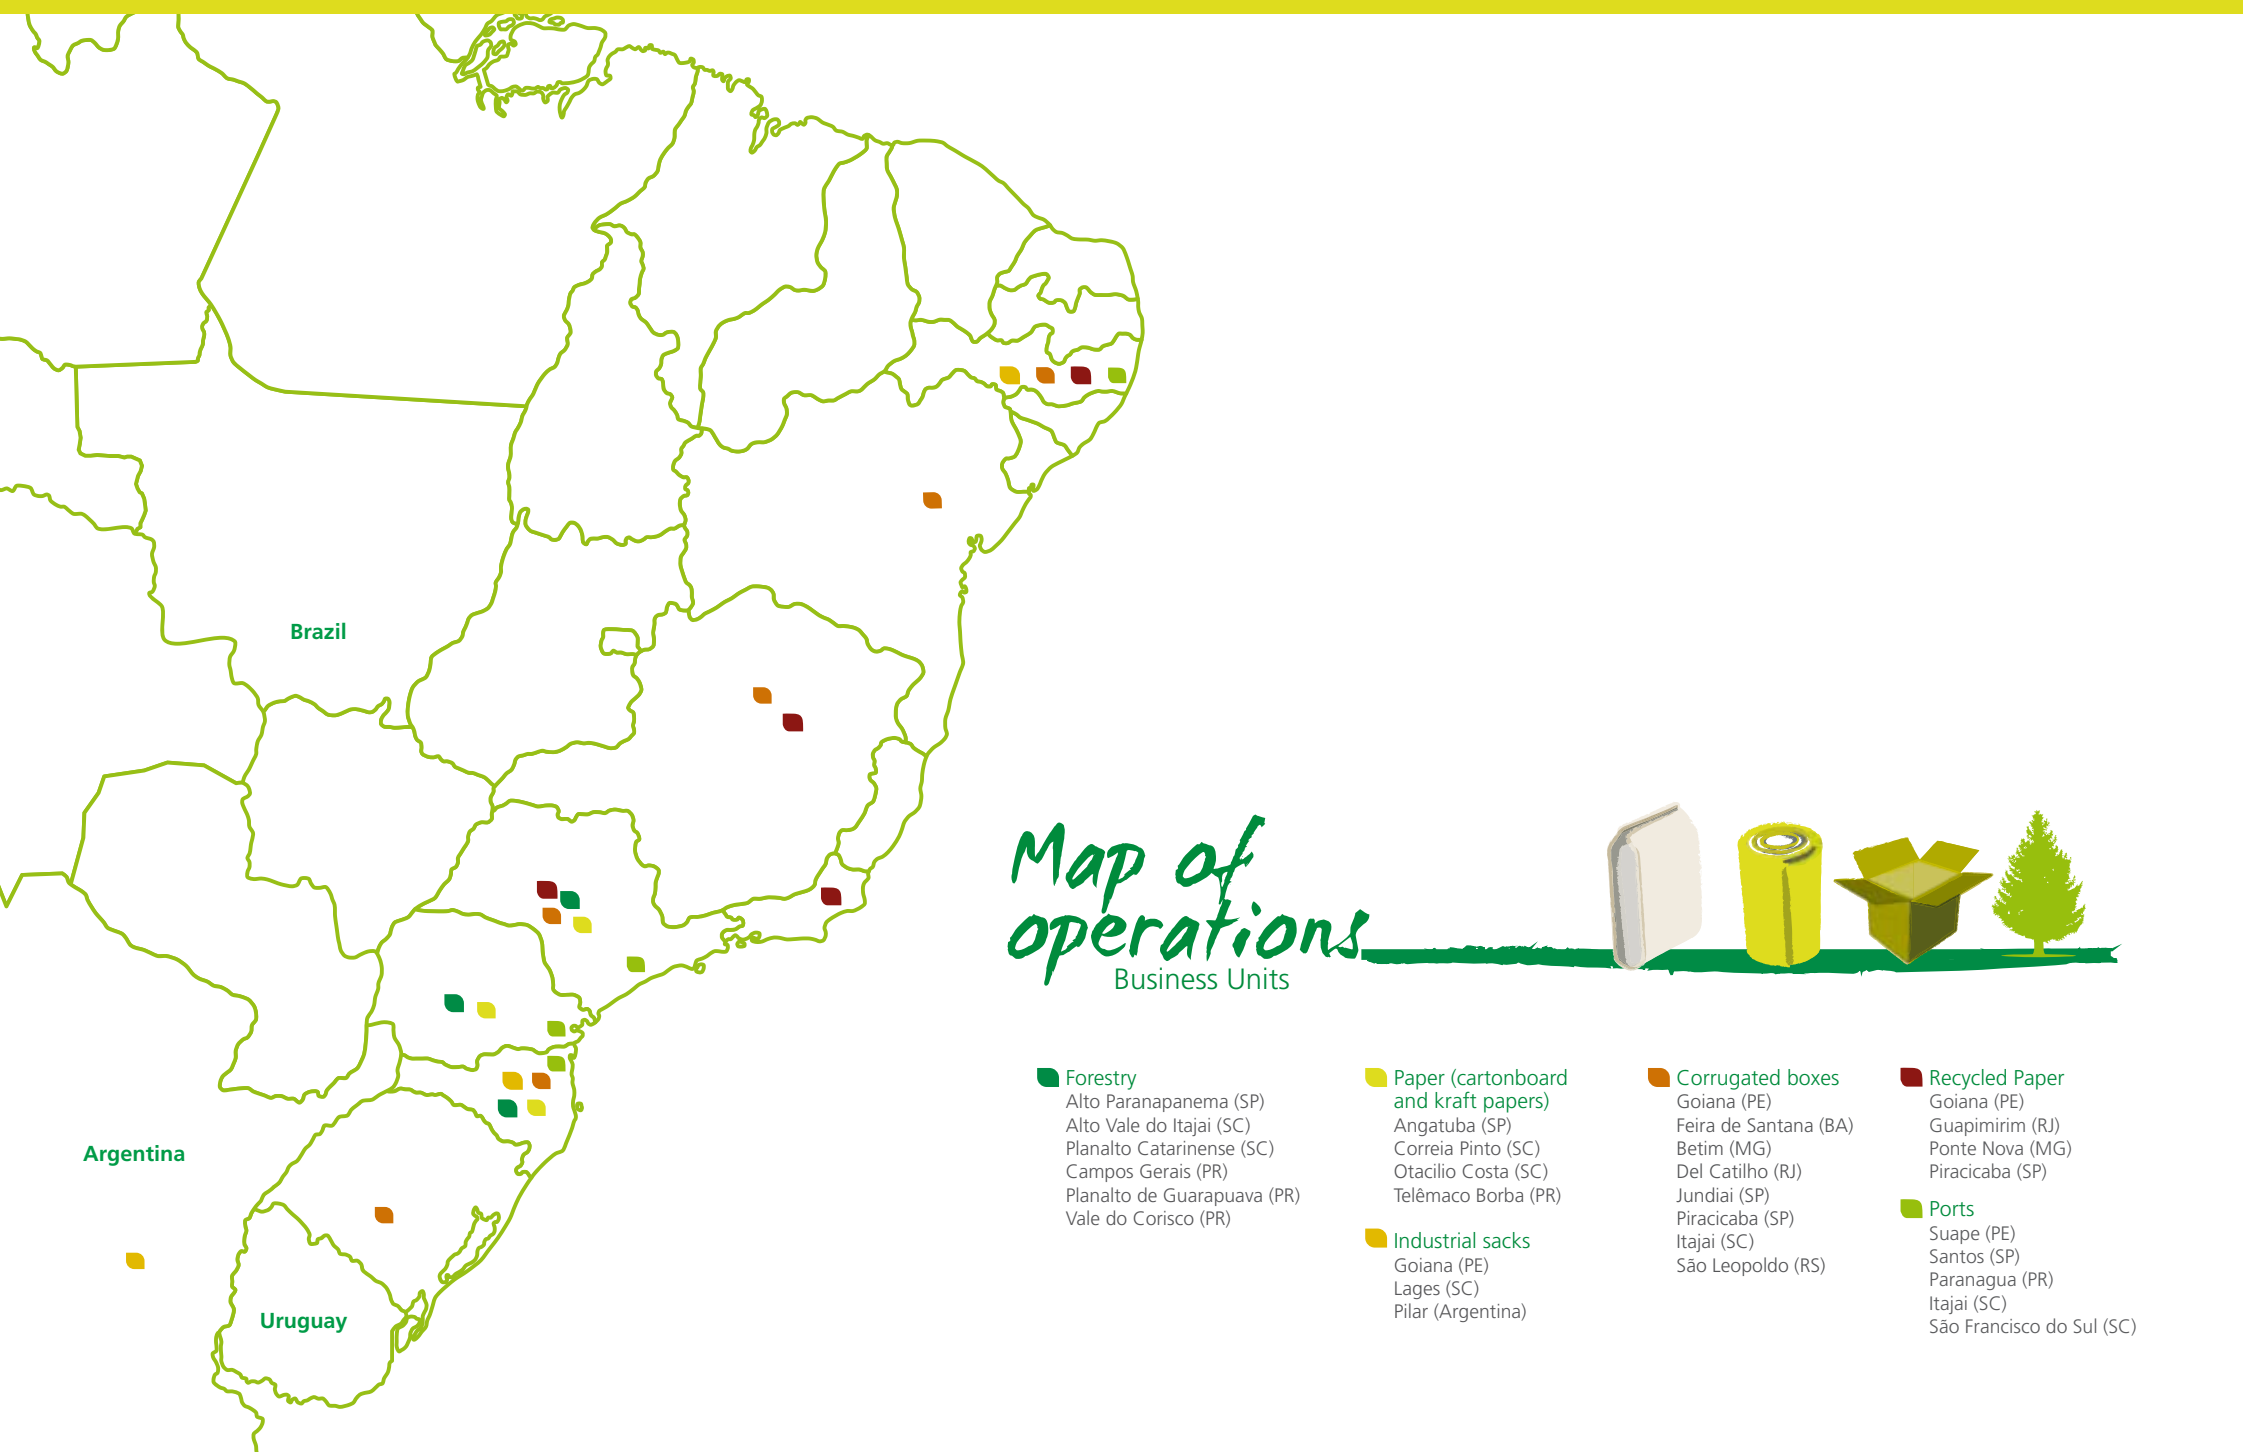 Brazil
Argentina
Uruguay
Map of
operations
Business Units
Forestry
Alto Paranapanema (SP)
Alto Vale do Itajai (SC)
Planalto Catarinense (SC)
Campos Gerais (PR)
Planalto de Guarapuava (PR)
Vale do Corisco (PR)
Paper (cartonboard
and kraft papers)
Angatuba (SP)
Correia Pinto (SC)
Otacilio Costa (SC)
Telêmaco Borba (PR)
Industrial sacks
Goiana (PE)
Lages (SC)
Pilar (Argentina)
Corrugated boxes
Goiana (PE)
Feira de Santana (BA)
Betim (MG)
Del Catilho (RJ)
Jundiai (SP)
Piracicaba (SP)
Itajai (SC)
São Leopoldo (RS)
Recycled Paper
Goiana (PE)
Guapimirim (RJ)
Ponte Nova (MG)
Piracicaba (SP)
Ports
Suape (PE)
Santos (SP)
Paranagua (PR)
Itajai (SC)
São Francisco do Sul (SC)